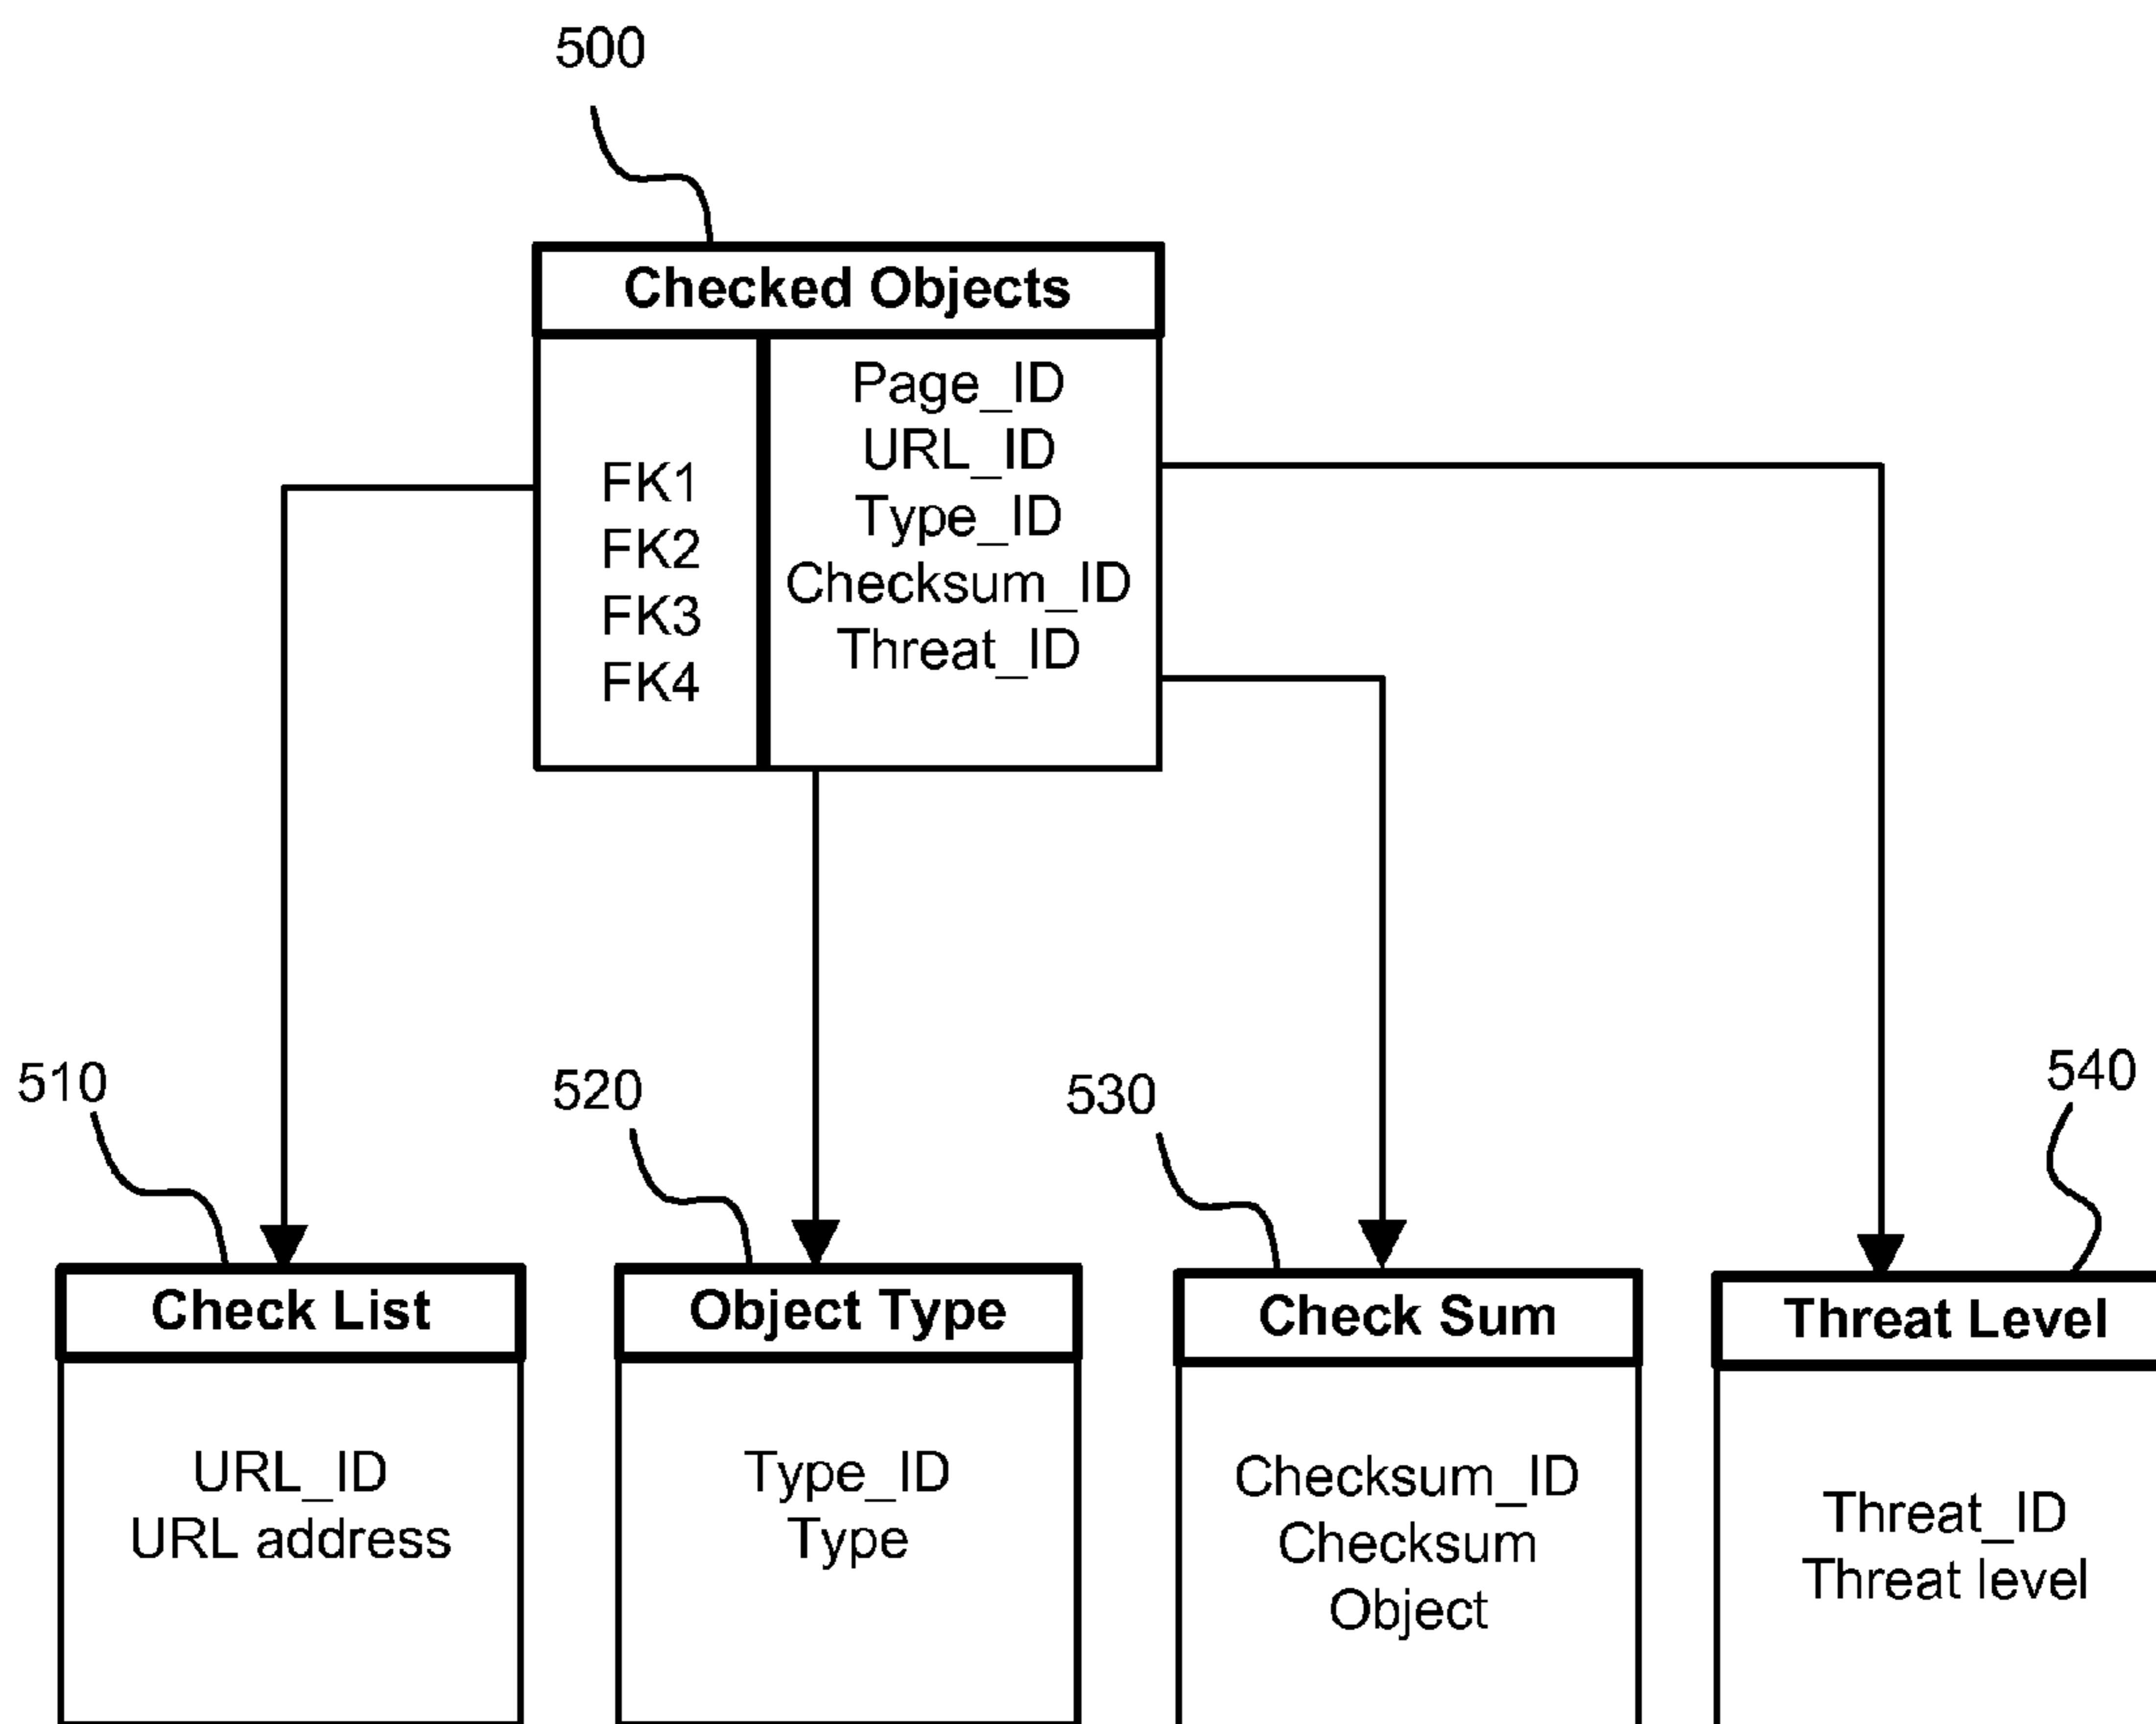 500
Checked Objects
Page_ID
URL_ID
FK1
Type_ID
FK2
Checksum_ID
FK3
Threat_ID
FK4
510
520
530
540
Check List
URL_ID
URL address
Object Type
Type_ID
Type
Check Sum
Checksum_ID
Checksum
Object
Threat Level
Threat_ID
Threat level